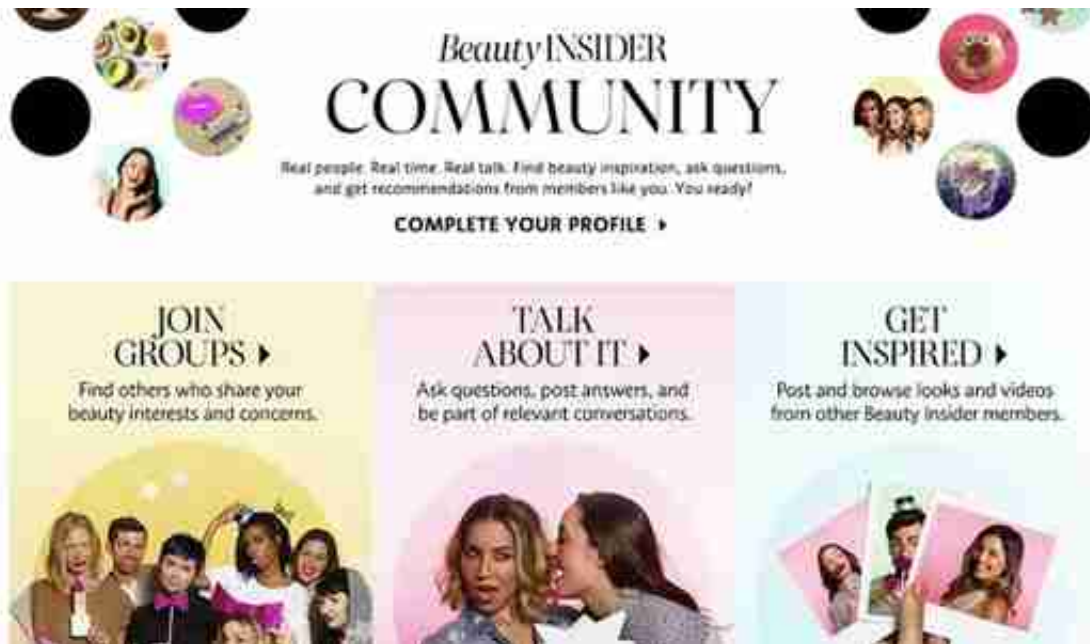 Beauty INSIDER
COMMUNITY
Real people. Real time. Real talk. Find beauty inspiration, ask questions,
and get recommendations from members like you. You ready?
COMPLETE YOUR PROFILE
JOIN
GROUPS
Find others who share your
beauty interests and concerns.
TALK
ABOUT IT
Ask questions, post answers, and
be part of relevant conversations.
GET
INSPIRED
Post and browse looks and videos
from other Beauty Insider members.